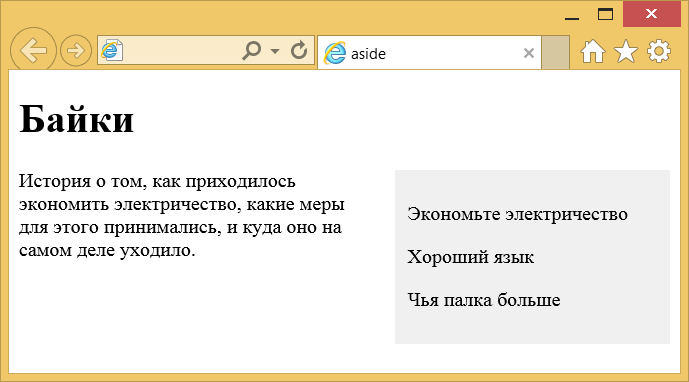 aside
Байки
История о том, как приходилось
экономить электричество, какие меры
для этого принимались, и куда оно на
самом деле уходило.
Экономьте электричество
Хороший язык
Чья палка больше